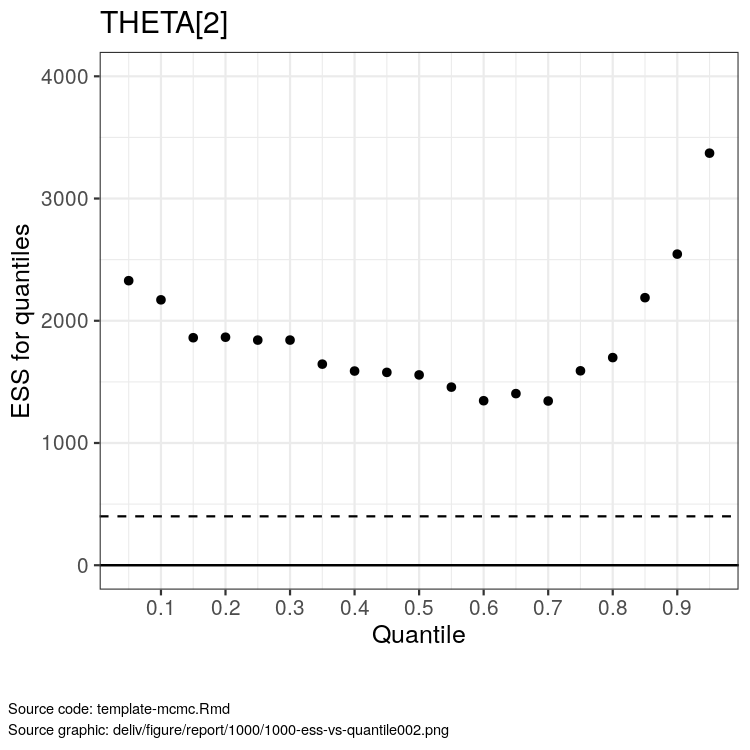 THETA[2]
4000
3000
2000
1000
0
ESS for quantiles
0.1 0.2 0.3 0.4 0.5 0.6 0.7 0.8 0.9
Quantile
Source code: template-mcmc.Rmd
Source graphic: deliv/figure/report/1000/1000-ess-vs-quantile002.png